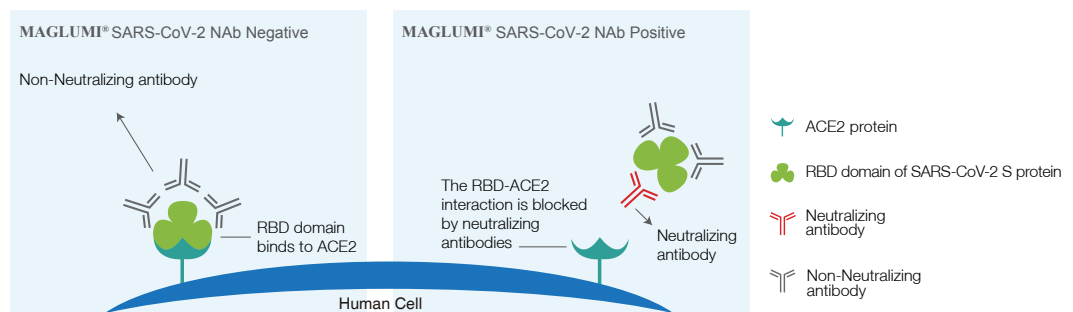 MAGLUMI® SARS-CoV-2 NAb Negative
Non-Neutralizing antibody
RBD domain
binds to ACE2
MAGLUMI® SARS-CoV-2 NAb Positive
The RBD-ACE2
interaction is blocked
by neutralizing
antibodies
Neutralizing
antibody
Human Cell
ACE2 protein
RBD domain of SARS-CoV-2 S protein
Neutralizing
antibody
Non-Neutralizing
antibody